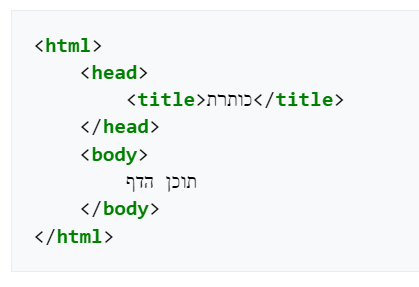 <html>
<head>
<title>כותרת</title>
</head>
<body>
תוכן הדף
</body>
</html>